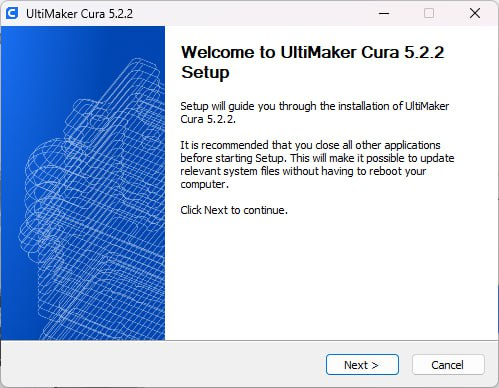 UltiMaker Cura 5.2.2
Welcome to UltiMaker Cura 5.2.2
Setup
Setup will guide you through the installation of UltiMaker
Cura 5.2.2.
It is recommended that you close all other applications
before starting Setup. This will make it possible to update
relevant system files without having to reboot your
computer.
Click Next to continue.
Next >
Cancel